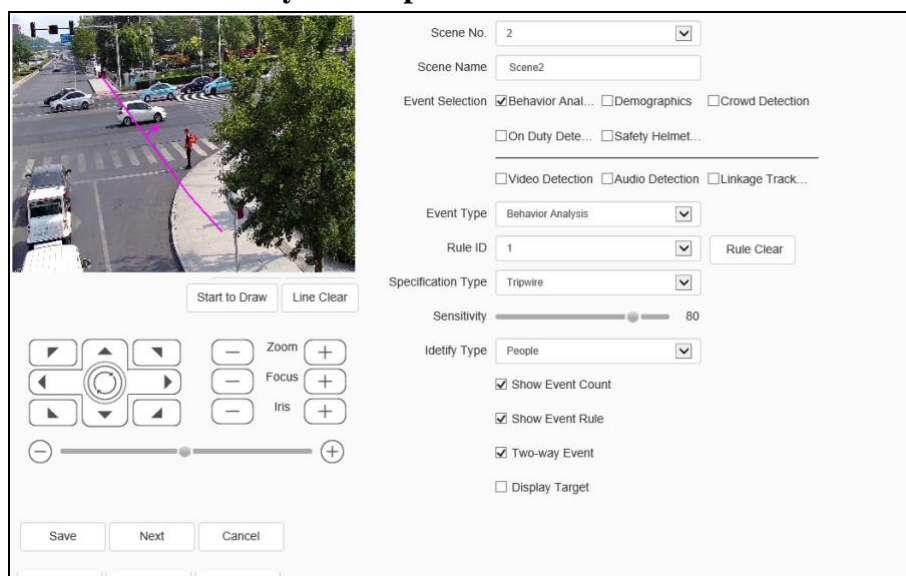 Scene No. 2
Scene Name Scene2
Event Selection Behavior Anal... Demographics Crowd Detection
On Duty Dete... Safety Helmet...
Video Detection Audio Detection Linkage Track...
Event Type Behavior Analysis
Rule ID 1 Rule Clear
Specification Type Tripwire
Start to Draw Line Clear
Sensitivity 80
Idetify Type People
Zoom
Focus
Iris
Show Event Count
Show Event Rule
Two-way Event
Display Target
Save Next Cancel